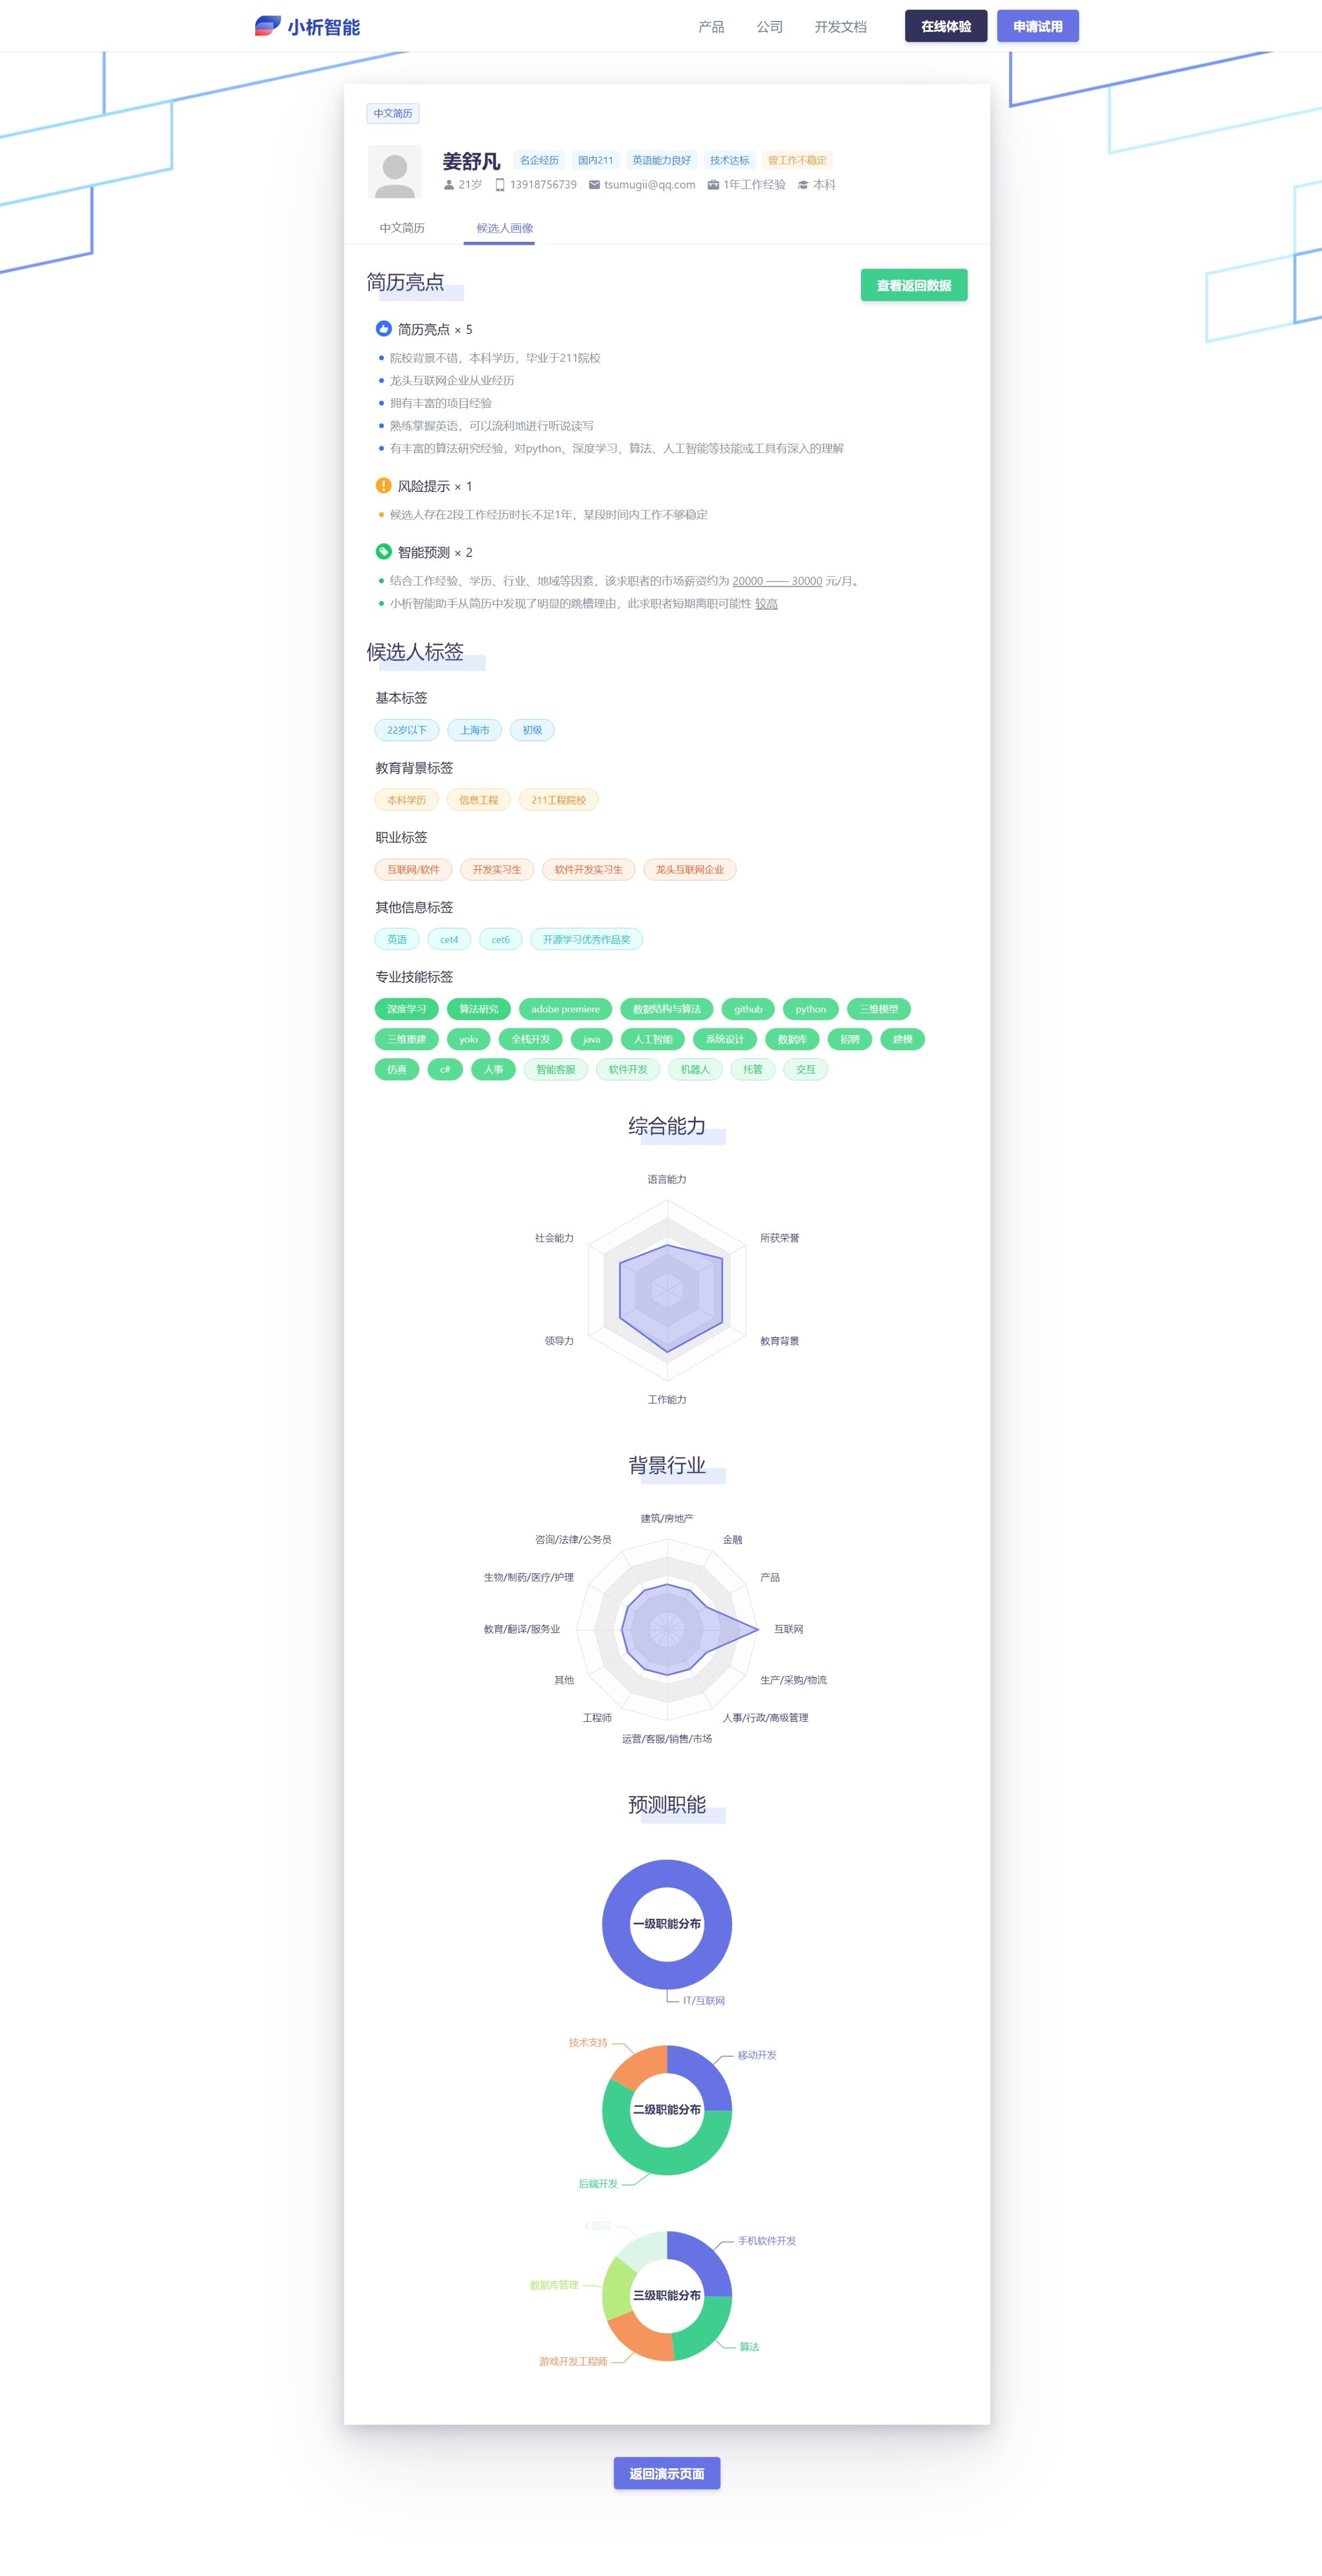 小析智能
产品 公司 开发文档 在线体验 申请试用
中文简历
姜舒凡 名企经历 国内211 英语能力良好 技术达标 曾工作不稳定
21岁 13918756739 tsumugii@qq.com 1年工作经验 本科
中文简历 候选人画像
简历亮点 查看返回数据
简历亮点 × 5
院校背景不错，本科学历，毕业于211院校
龙头互联网企业从业经历
拥有丰富的项目经验
熟练掌握英语，可以流利地进行听说读写
有丰富的算法研究经验，对python、深度学习、算法、人工智能等技能或工具有深入的理解
风险提示 × 1
候选人存在2段工作经历时长不足1年，某段时间内工作不够稳定
智能预测 × 2
结合工作经验、学历、行业、地域等因素，该求职者的市场薪资约为 20000 —— 30000 元/月。
小析智能助手从简历中发现了明显的跳槽理由，此求职者短期离职可能性 较高
候选人标签
基本标签
22岁以下 上海市 初级
教育背景标签
本科学历 信息工程 211工程院校
职业标签
互联网/软件 开发实习生 软件开发实习生 龙头互联网企业
其他信息标签
英语 cet4 cet6 开源学习优秀作品奖
专业技能标签
深度学习 算法研究 adobe premiere 数据结构与算法 github python 三维模型
三维重建 yolo 全栈开发 java 人工智能 系统设计 数据库 招聘 建模
仿真 c# 人事 智能客服 软件开发 机器人 托管 交互
综合能力
语言能力
社会能力 所获荣誉
领导力 教育背景
工作能力
背景行业
建筑/房地产
咨询/法律/公务员 金融
生物/制药/医疗/护理 产品
教育/翻译/服务业 互联网
其他 生产/采购/物流
工程师 人事/行政/高级管理
运营/客服/销售/市场
预测职能
一级职能分布
IT/互联网
技术支持 移动开发
二级职能分布
后端开发
手机软件开发
数据库管理 三级职能分布
算法
游戏开发工程师
返回演示页面